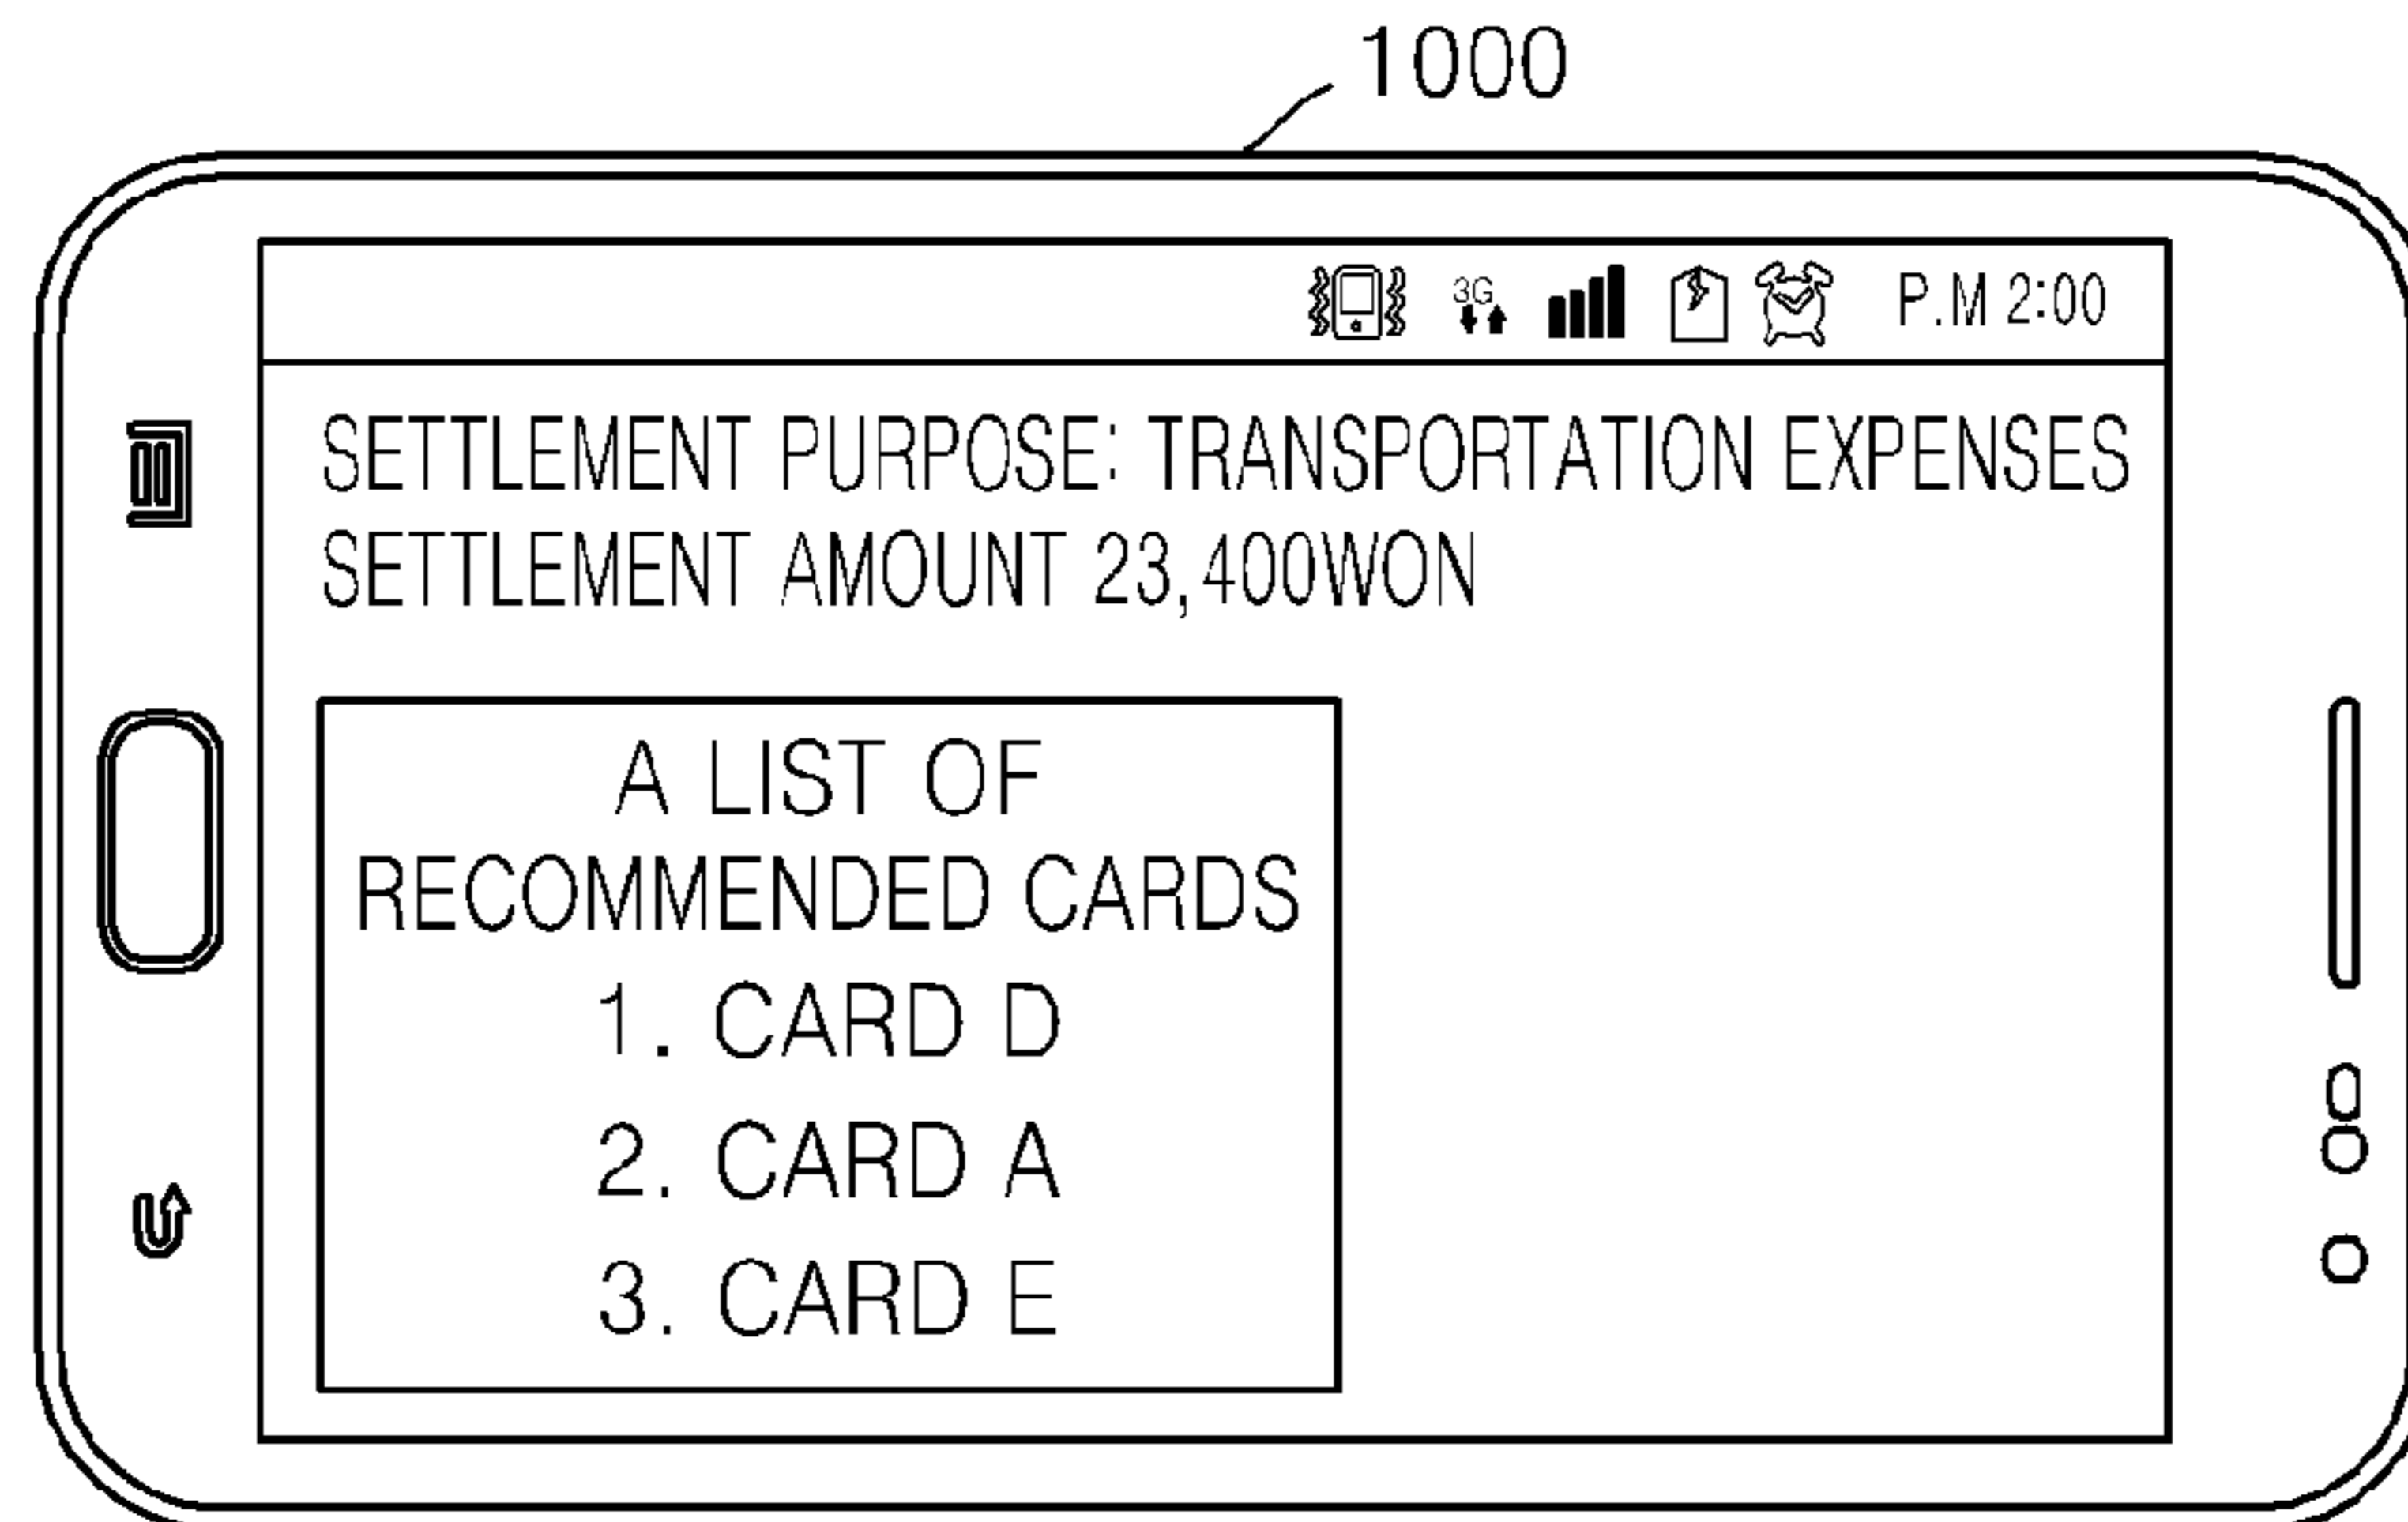 1000
3G P.M 2:00
SETTLEMENT PURPOSE: TRANSPORTATION EXPENSES
SETTLEMENT AMOUNT 23,400WON
A LIST OF
RECOMMENDED CARDS
1. CARD D
2. CARD A
3. CARD E